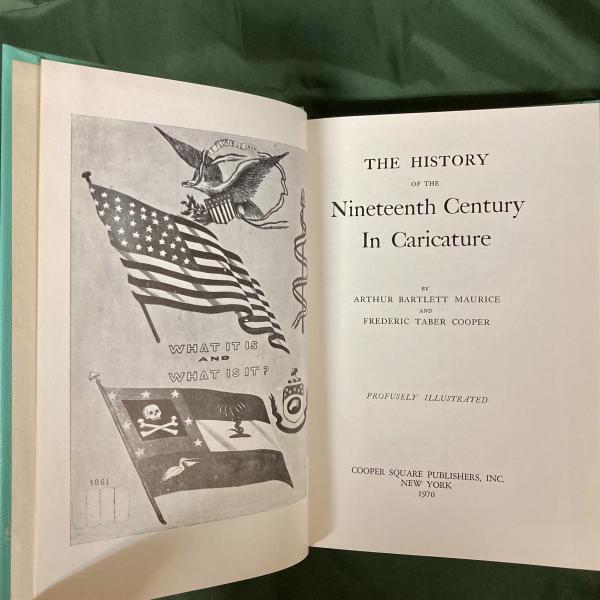 WHAT IT IS
AND
WHAT IS IT?
1861
THE HISTORY
OF THE
Nineteenth Century
In Caricature
BY
ARTHUR BARTLETT MAURICE
AND
FREDERIC TABER COOPER
PROFUSELY ILLUSTRATED
COOPER SQUARE PUBLISHERS, INC.
NEW YORK
1970